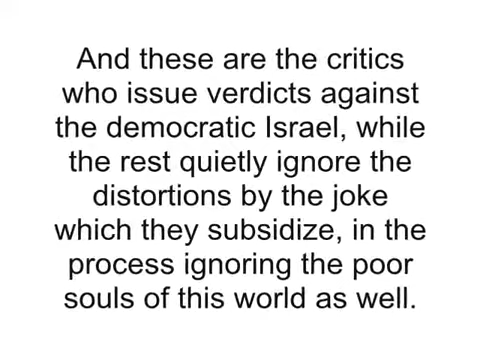 And these are the critics
who issue verdicts against
the democratic Israel, while
the rest quietly ignore the
distortions by the joke
which they subsidize, in the
process ignoring the poor
souls of this world as well.